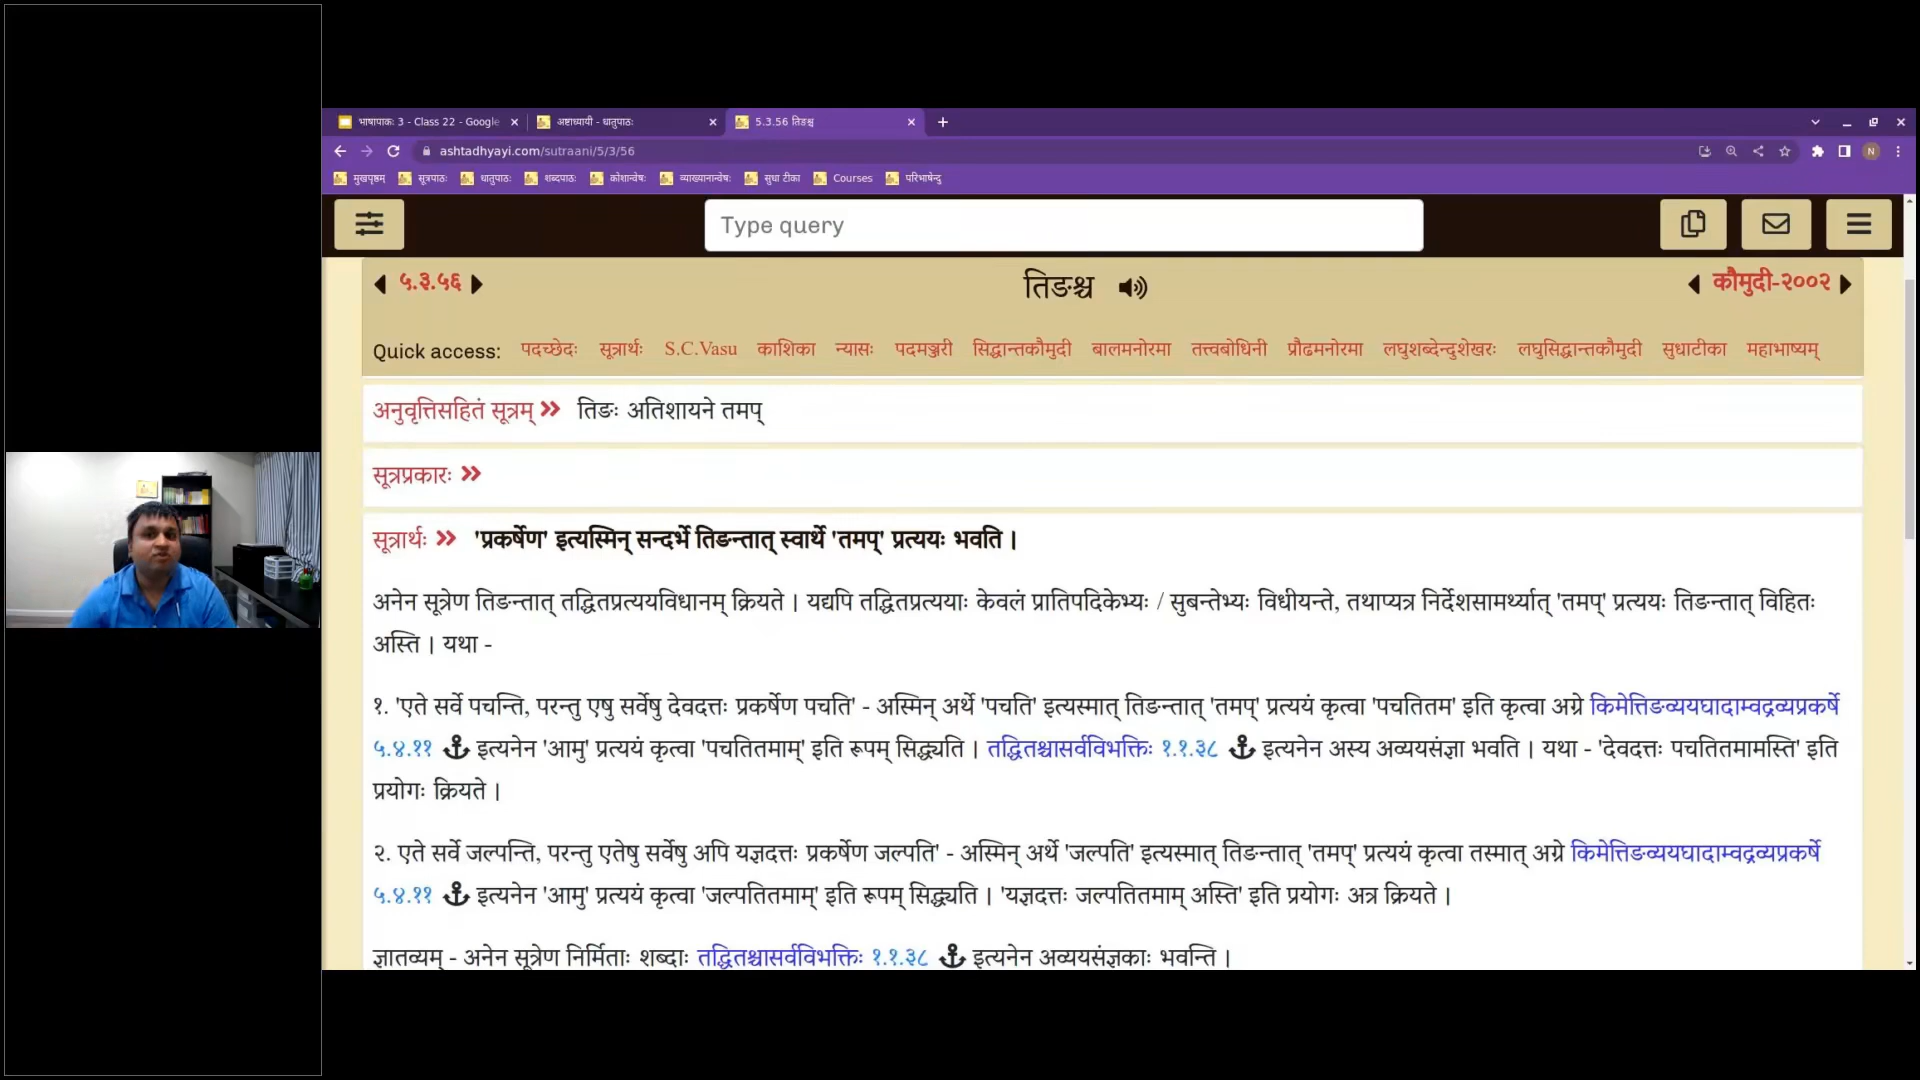 भाषापाकः 3 - Class 22 - Google
अष्टाध्यायी - धातुपाठः
5.3.56 तिङश्च
ashtadhyayi.com/sutraani/5/3/56
N
मुखपृष्ठम् सूत्रपाठः धातुपाठः शब्दपाठः कोशान्वेषः व्याख्यानान्वेषः सुधा टीका Courses परिभाषेन्दु
Type query
५.३.५६ तिङश्च कौमुदी-२००२
Quick access: पदच्छेदः सूत्रार्थः S.C.Vasu काशिका न्यासः पदमञ्जरी सिद्धान्तकौमुदी बालमनोरमा तत्त्वबोधिनी प्रौढमनोरमा लघुशब्देन्दुशेखरः लघुसिद्धान्तकौमुदी सुधाटीका महाभाष्यम्
अनुवृत्तिसहितं सूत्रम् तिङः अतिशायने तमप्
सूत्रप्रकारः
सूत्रार्थः 'प्रकर्षेण' इत्यस्मिन् सन्दर्भे तिङन्तात् स्वार्थे 'तमप्' प्रत्ययः भवति ।
अनेन सूत्रेण तिङन्तात् तद्धितप्रत्ययविधानम् क्रियते । यद्यपि तद्धितप्रत्ययाः केवलं प्रातिपदिकेभ्यः / सुबन्तेभ्यः विधीयन्ते, तथाप्यत्र निर्देशसामर्थ्यात् 'तमप्' प्रत्ययः तिङन्तात् विहितः
अस्ति । यथा -
१. 'एते सर्वे पचन्ति, परन्तु एषु सर्वेषु देवदत्तः प्रकर्षेण पचति' - अस्मिन् अर्थे 'पचति' इत्यस्मात् तिङन्तात् 'तमप्' प्रत्ययं कृत्वा 'पचतितम' इति कृत्वा अग्रे किमेत्तिङव्ययघादाम्वद्रव्यप्रकर्षे
५.४.११ इत्यनेन 'आमु' प्रत्ययं कृत्वा 'पचतितमाम्' इति रूपम् सिद्ध्यति । तद्धितश्चासर्वविभक्तिः १.१.३८ इत्यनेन अस्य अव्ययसंज्ञा भवति । यथा - 'देवदत्तः पचतितमामस्ति' इति
प्रयोगः क्रियते ।
२. एते सर्वे जल्पन्ति, परन्तु एतेषु सर्वेषु अपि यज्ञदत्तः प्रकर्षेण जल्पति' - अस्मिन् अर्थे 'जल्पति' इत्यस्मात् तिङन्तात् 'तमप्' प्रत्ययं कृत्वा तस्मात् अग्रे किमेत्तिङव्ययघादाम्वद्रव्यप्रकर्षे
५.४.११ इत्यनेन 'आमु' प्रत्ययं कृत्वा 'जल्पतितमाम्' इति रूपम् सिद्ध्यति । 'यज्ञदत्तः जल्पतितमाम् अस्ति' इति प्रयोगः अत्र क्रियते ।
ज्ञातव्यम् - अनेन सूत्रेण निर्मिताः शब्दाः तद्धितश्चासर्वविभक्तिः १.१.३८ इत्यनेन अव्ययसंज्ञकाः भवन्ति ।